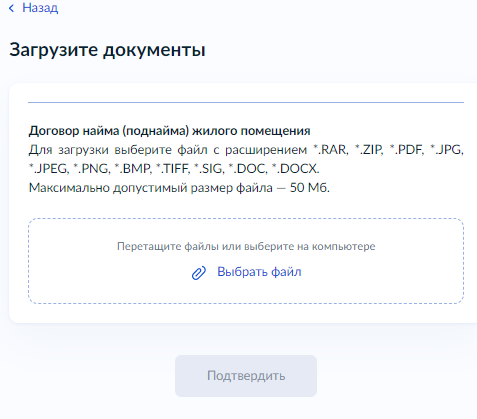 Назад
Загрузите документы
Договор найма (поднайма) жилого помещения
Для загрузки выберите файл с расширением *.RAR, *.ZIP, *.PDF, *.JPG,
*.JPEG, *.PNG, *.BMP, *.TIFF, *.SIG, *.DOC, *.DOCX.
Максимально допустимый размер файла — 50 Мб.
Перетащите файлы или выберите на компьютере
Выбрать файл
Подтвердить